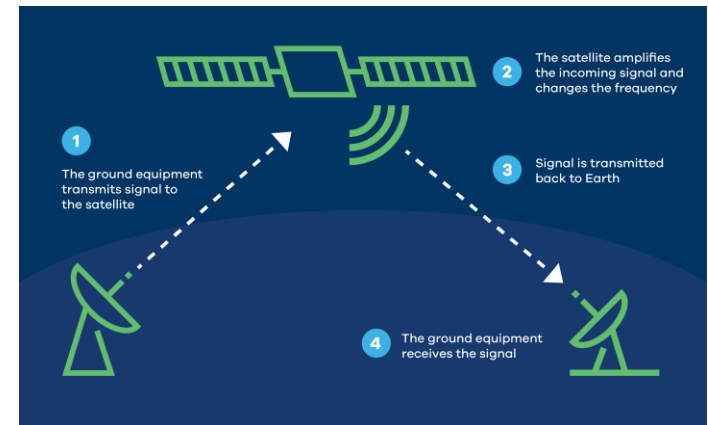 1
The ground equipment
transmits signal to
the satellite
2
The satellite amplifies
the incoming signal and
changes the frequency
3
Signal is transmitted
back to Earth
4
The ground equipment
receives the signal